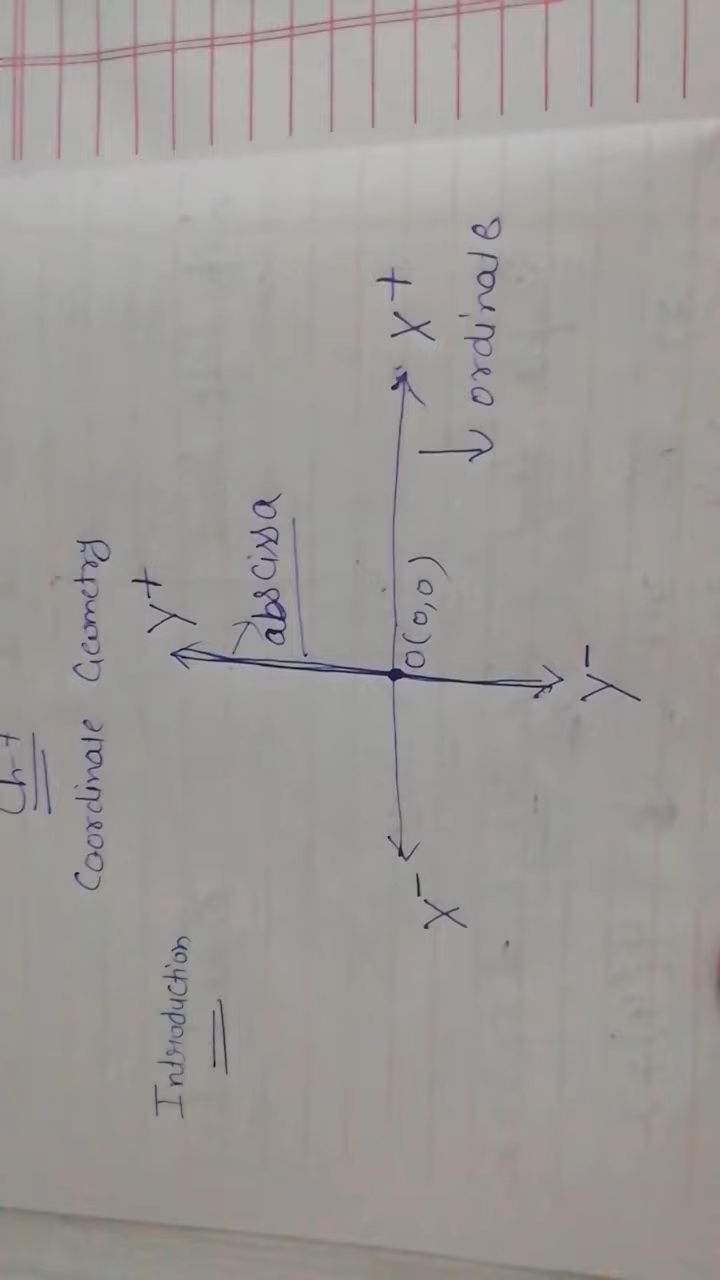 Ch-7
Coordinate Geometry
Introduction
Y+
abscissa
X-
X+
O(0,0)
ordinate
Y-